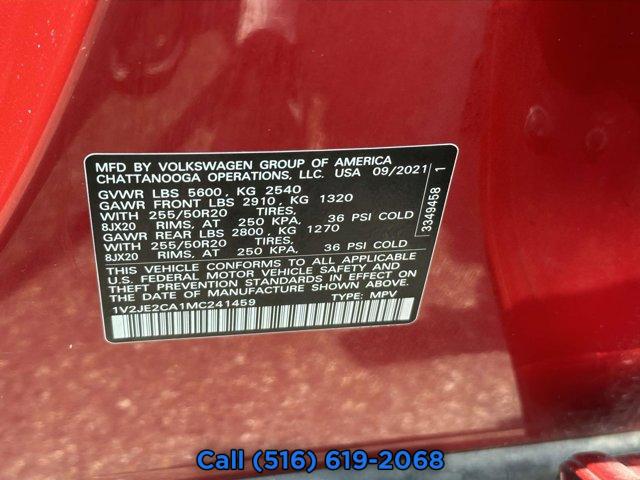 MFD BY VOLKSWAGEN GROUP OF AMERICA
CHATTANOOGA OPERATIONS, LLC. USA 09/2021
GVWR LBS 5600, KG 2540
GAWR FRONT LBS 2910, KG 1320
WITH 255/50R20 TIRES,
8JX20 RIMS, AT 250 KPA, 36 PSI COLD
GAWR REAR LBS 2800, KG 1270
WITH 255/50R20 TIRES,
8JX20 RIMS, AT 250 KPA, 36 PSI COLD
THIS VEHICLE CONFORMS TO ALL APPLICABLE
U.S. FEDERAL MOTOR VEHICLE SAFETY AND
THEFT PREVENTION STANDARDS IN EFFECT ON
THE DATE OF MANUFACTURE SHOWN ABOVE.
1V2JE2CA1MC241459 TYPE: MPV
3349458 1
Call (516) 619-2068